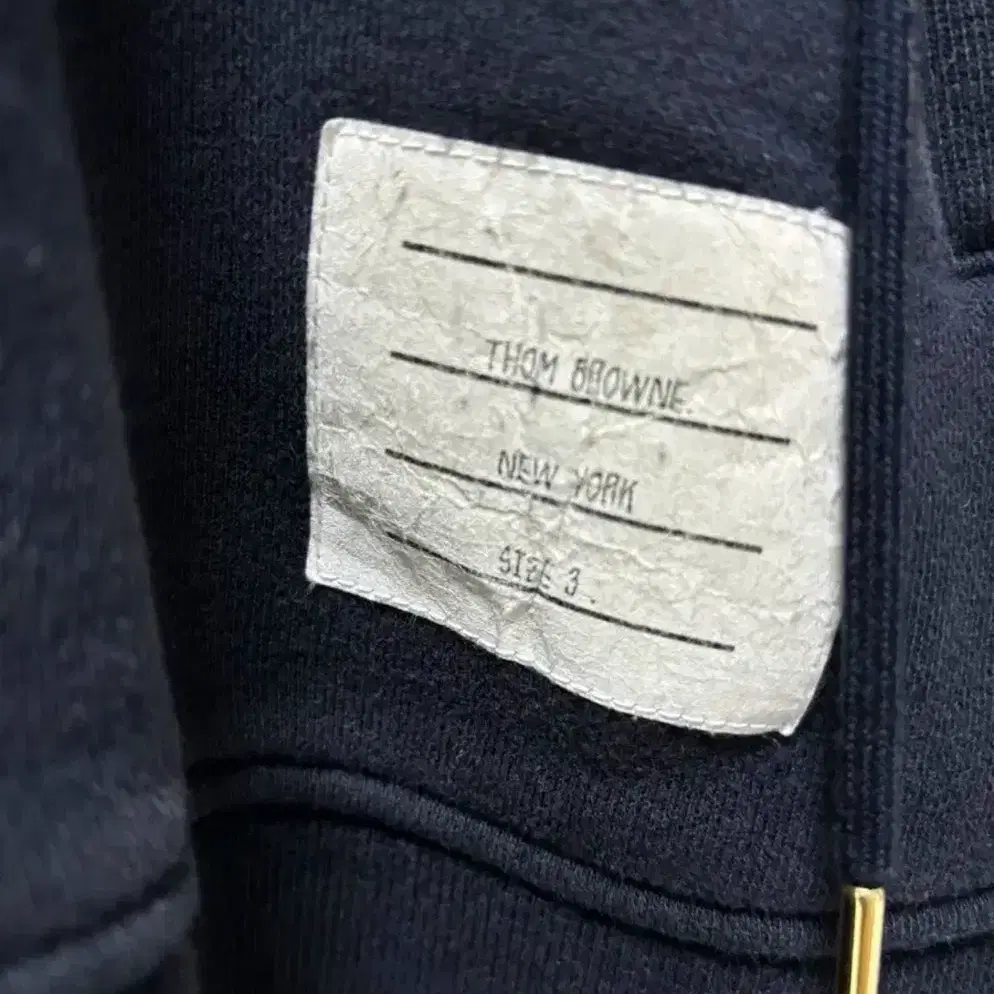 THOM BROWNE.
NEW YORK
SIZE 3.